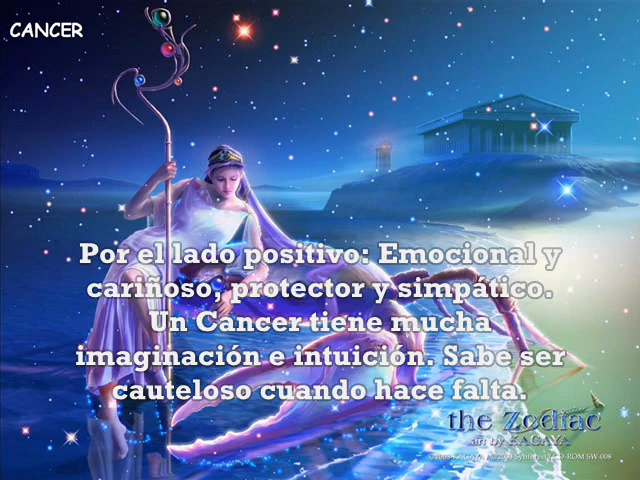 CANCER
Por el lado positivo: Emocional y
cariñoso, protector y simpático.
Un Cancer tiene mucha
imaginación e intuición. Sabe ser
cauteloso cuando hace falta.
the Zodiac
art by KAGAYA